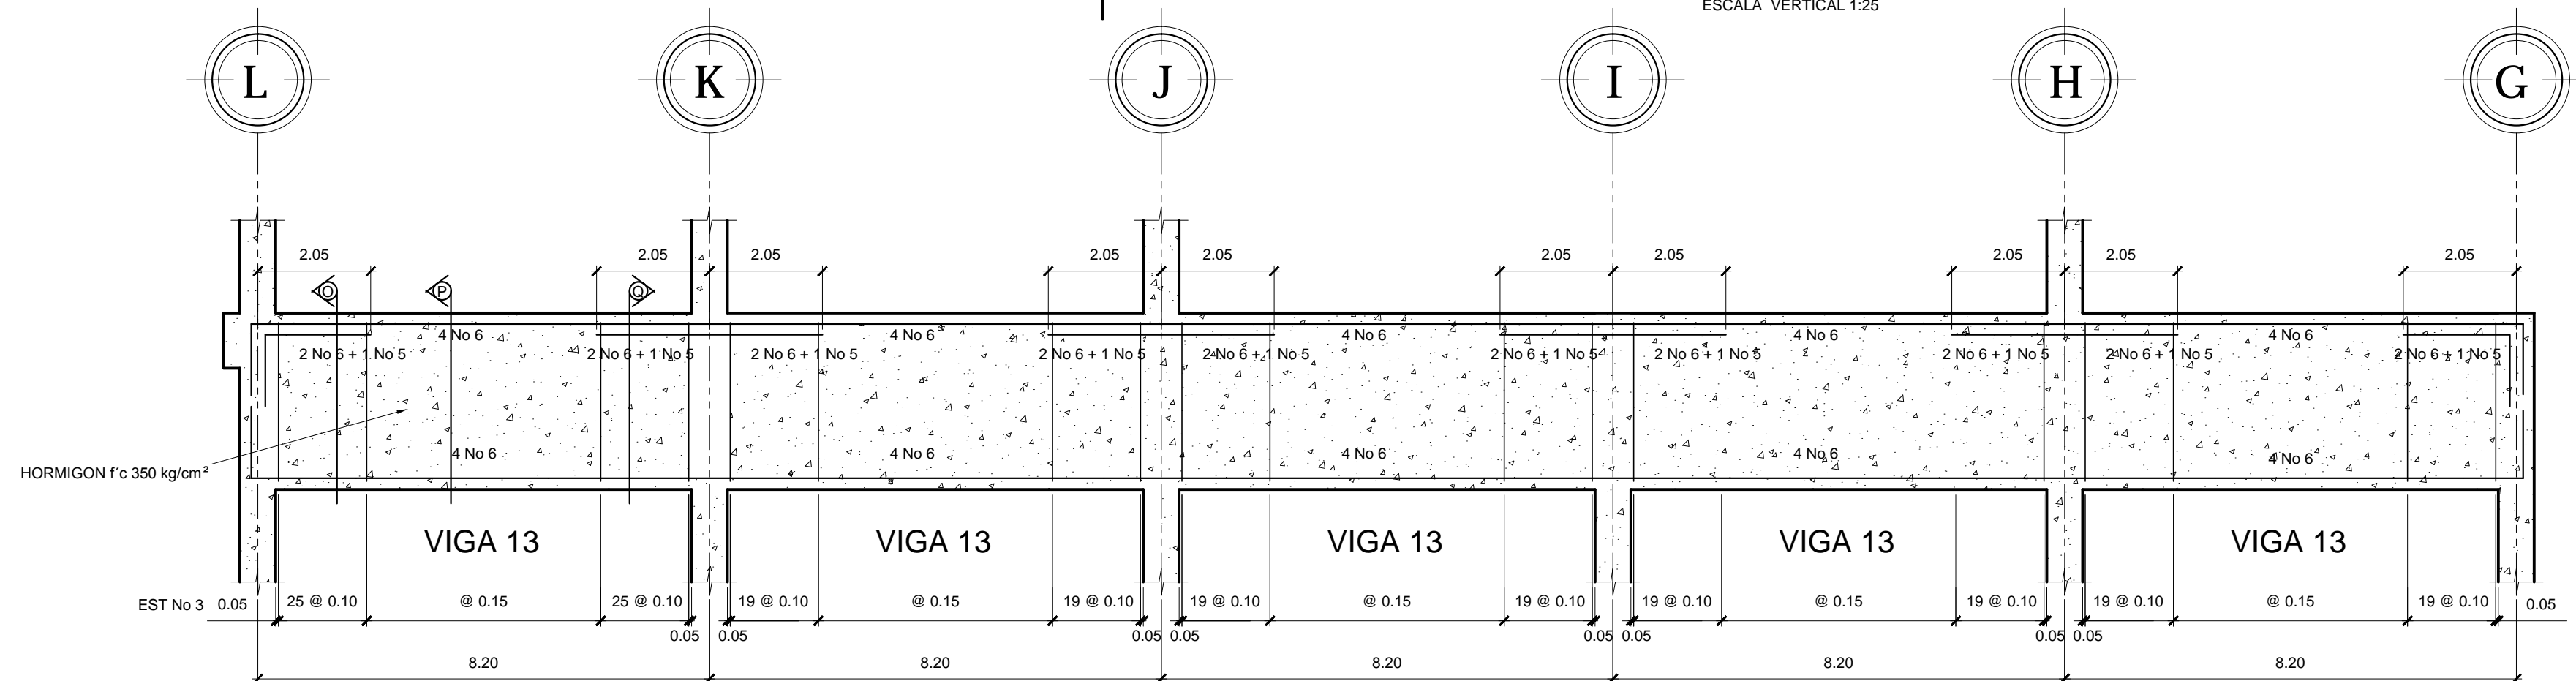 ESCALA VERTICAL 1:25
L K J I H G
2.05 2.05 2.05 2.05 2.05 2.05 2.05 2.05 2.05 2.05
O P Q
4 No 6 4 No 6 4 No 6 4 No 6 4 No 6
2 No 6 + 1 No 5 2 No 6 + 1 No 5 2 No 6 + 1 No 5 2 No 6 + 1 No 5 2 No 6 + 1 No 5 2 No 6 + 1 No 5 2 No 6 + 1 No 5 2 No 6 + 1 No 5 2 No 6 + 1 No 5 2 No 6 + 1 No 5
4 No 6 4 No 6 4 No 6 4 No 6 4 No 6
HORMIGON f´c 350 kg/cm²
VIGA 13 VIGA 13 VIGA 13 VIGA 13 VIGA 13
EST No 3 0.05 25 @ 0.10 @ 0.15 25 @ 0.10 19 @ 0.10 @ 0.15 19 @ 0.10 19 @ 0.10 @ 0.15 19 @ 0.10 19 @ 0.10 @ 0.15 19 @ 0.10 19 @ 0.10 @ 0.15 19 @ 0.10 0.05
0.05 0.05 0.05 0.05 0.05 0.05 0.05 0.05
8.20 8.20 8.20 8.20 8.20